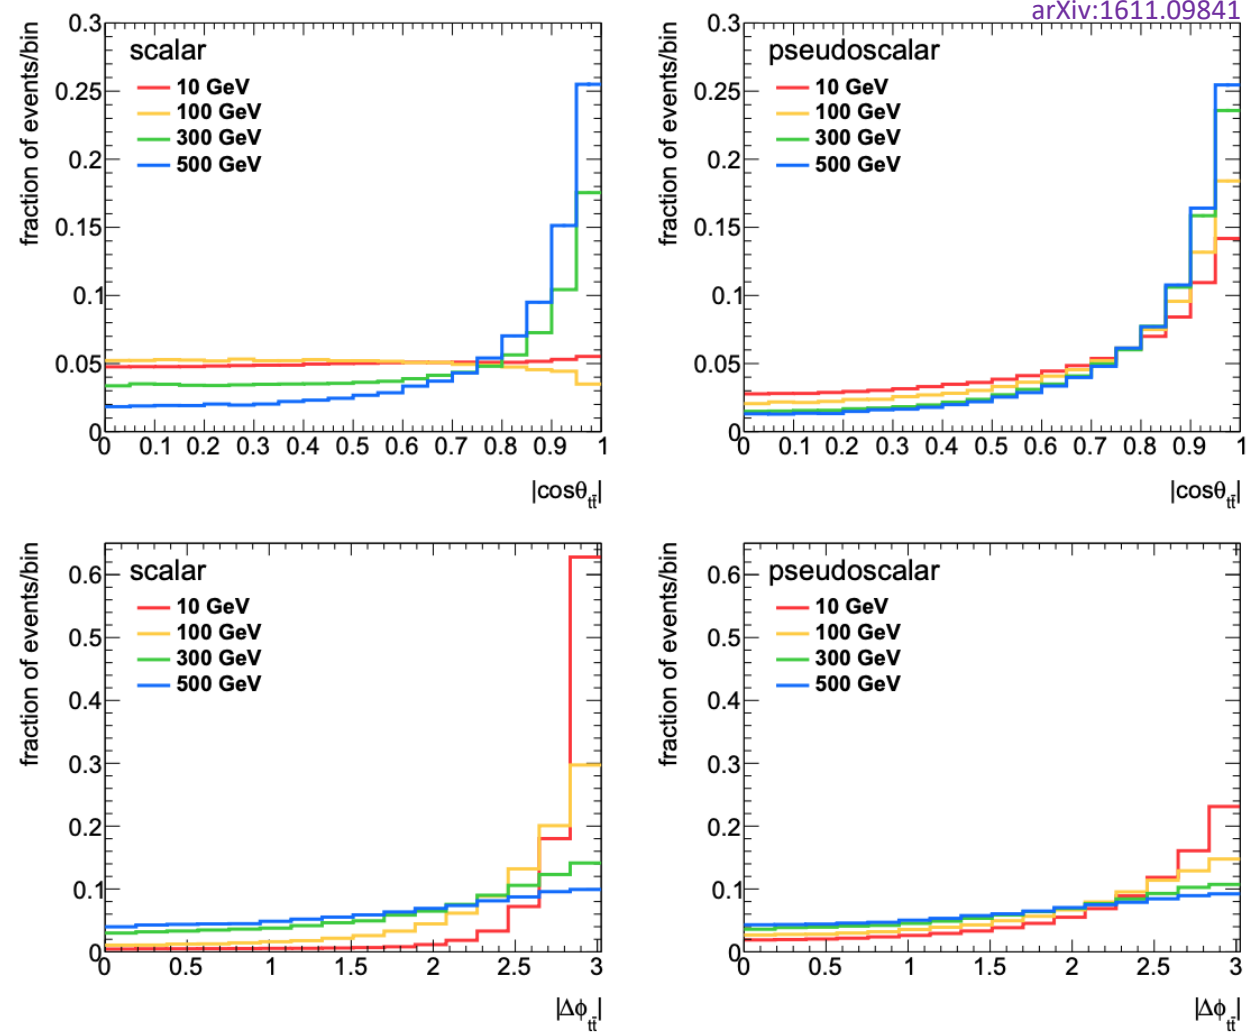 arXiv:1611.09841
fraction of events/bin
0.3
0.25
0.2
0.15
0.1
0.05
0
scalar
10 GeV
100 GeV
300 GeV
500 GeV
0 0.1 0.2 0.3 0.4 0.5 0.6 0.7 0.8 0.9 1
|cosθtt̄|
fraction of events/bin
0.3
0.25
0.2
0.15
0.1
0.05
0
pseudoscalar
10 GeV
100 GeV
300 GeV
500 GeV
0 0.1 0.2 0.3 0.4 0.5 0.6 0.7 0.8 0.9 1
|cosθtt̄|
fraction of events/bin
0.6
0.5
0.4
0.3
0.2
0.1
0
scalar
10 GeV
100 GeV
300 GeV
500 GeV
0 0.5 1 1.5 2 2.5 3
|Δϕtt̄|
fraction of events/bin
0.6
0.5
0.4
0.3
0.2
0.1
0
pseudoscalar
10 GeV
100 GeV
300 GeV
500 GeV
0 0.5 1 1.5 2 2.5 3
|Δϕtt̄|